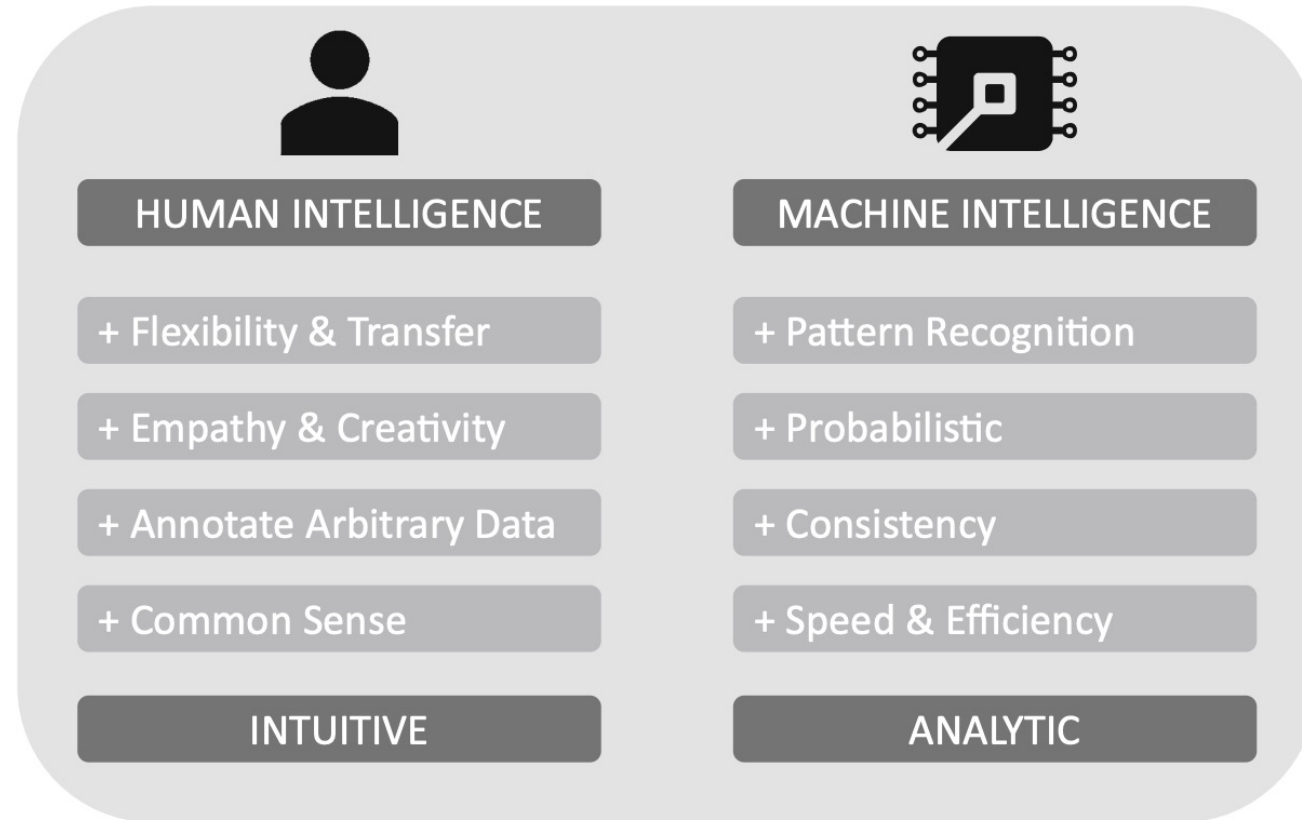 HUMAN INTELLIGENCE
+ Flexibility & Transfer
+ Empathy & Creativity
+ Annotate Arbitrary Data
+ Common Sense
INTUITIVE
MACHINE INTELLIGENCE
+ Pattern Recognition
+ Probabilistic
+ Consistency
+ Speed & Efficiency
ANALYTIC